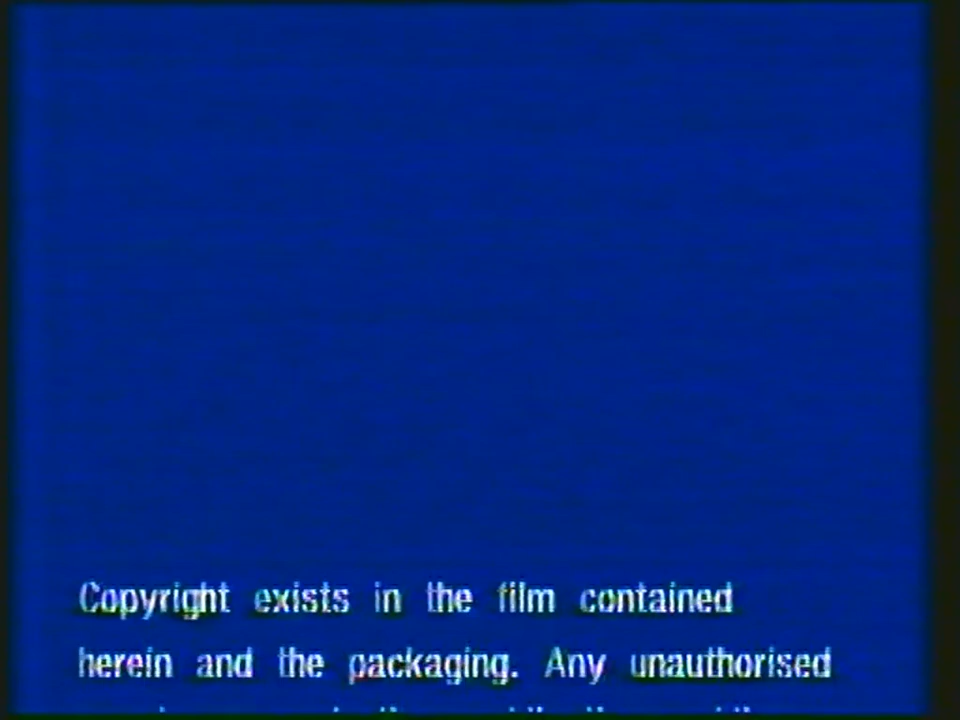 Copyright exists in the film contained
herein and the packaging. Any unauthorised